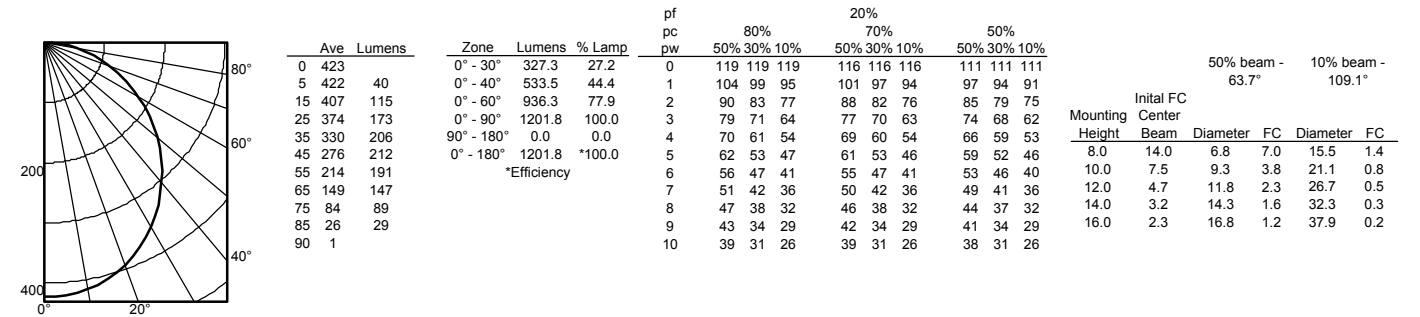 80°
60°
200
40°
400
0° 20°
Ave Lumens
0 423
5 422 40
15 407 115
25 374 173
35 330 206
45 276 212
55 214 191
65 149 147
75 84 89
85 26 29
90 1
Zone Lumens % Lamp
0° - 30° 327.3 27.2
0° - 40° 533.5 44.4
0° - 60° 936.3 77.9
0° - 90° 1201.8 100.0
90° - 180° 0.0 0.0
0° - 180° 1201.8 *100.0
*Efficiency
pf 20%
pc 80% 70% 50%
pw 50% 30% 10% 50% 30% 10% 50% 30% 10%
0 119 119 119 116 116 116 111 111 111
1 104 99 95 101 97 94 97 94 91
2 90 83 77 88 82 76 85 79 75
3 79 71 64 77 70 63 74 68 62
4 70 61 54 69 60 54 66 59 53
5 62 53 47 61 53 46 59 52 46
6 56 47 41 55 47 41 53 46 40
7 51 42 36 50 42 36 49 41 36
8 47 38 32 46 38 32 44 37 32
9 43 34 29 42 34 29 41 34 29
10 39 31 26 39 31 26 38 31 26
50% beam - 10% beam -
63.7° 109.1°
Inital FC
Mounting Center
Height Beam Diameter FC Diameter FC
8.0 14.0 6.8 7.0 15.5 1.4
10.0 7.5 9.3 3.8 21.1 0.8
12.0 4.7 11.8 2.3 26.7 0.5
14.0 3.2 14.3 1.6 32.3 0.3
16.0 2.3 16.8 1.2 37.9 0.2